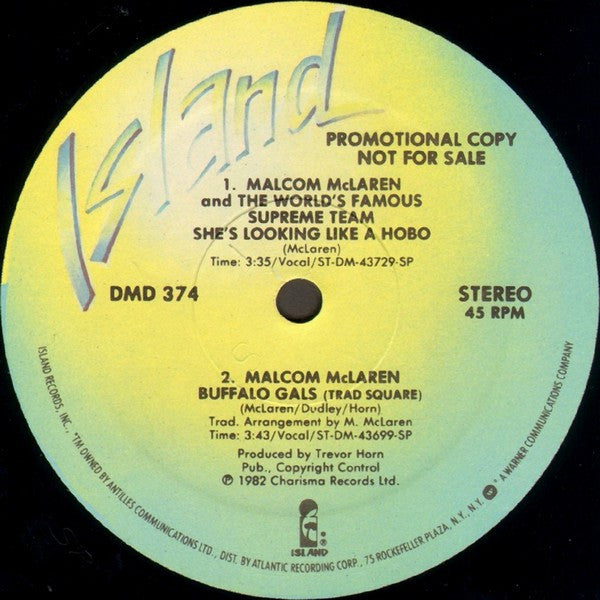 Island
PROMOTIONAL COPY
NOT FOR SALE
1. MALCOM McLAREN
and THE WORLD'S FAMOUS
SUPREME TEAM
SHE'S LOOKING LIKE A HOBO
(McLaren)
Time: 3:35/Vocal/ST-DM-43729-SP
DMD 374
STEREO
45 RPM
2. MALCOM McLAREN
BUFFALO GALS (TRAD SQUARE)
(McLaren/Dudley/Horn)
Trad. Arrangement by M. McLaren
Time: 3:43/Vocal/ST-DM-43699-SP
Produced by Trevor Horn
Pub., Copyright Control
℗ 1982 Charisma Records Ltd.
ISLAND
ISLAND RECORDS, INC., *TM OWNED BY ANTILLES COMMUNICATIONS LTD., DIST. BY ATLANTIC RECORDING CORP., 75 ROCKEFELLER PLAZA, N.Y., N.Y. A WARNER COMMUNICATIONS COMPANY